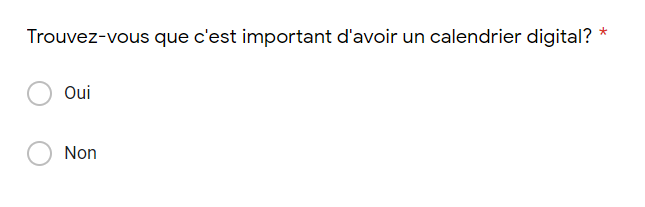 Trouvez-vous que c'est important d'avoir un calendrier digital? *
Oui
Non